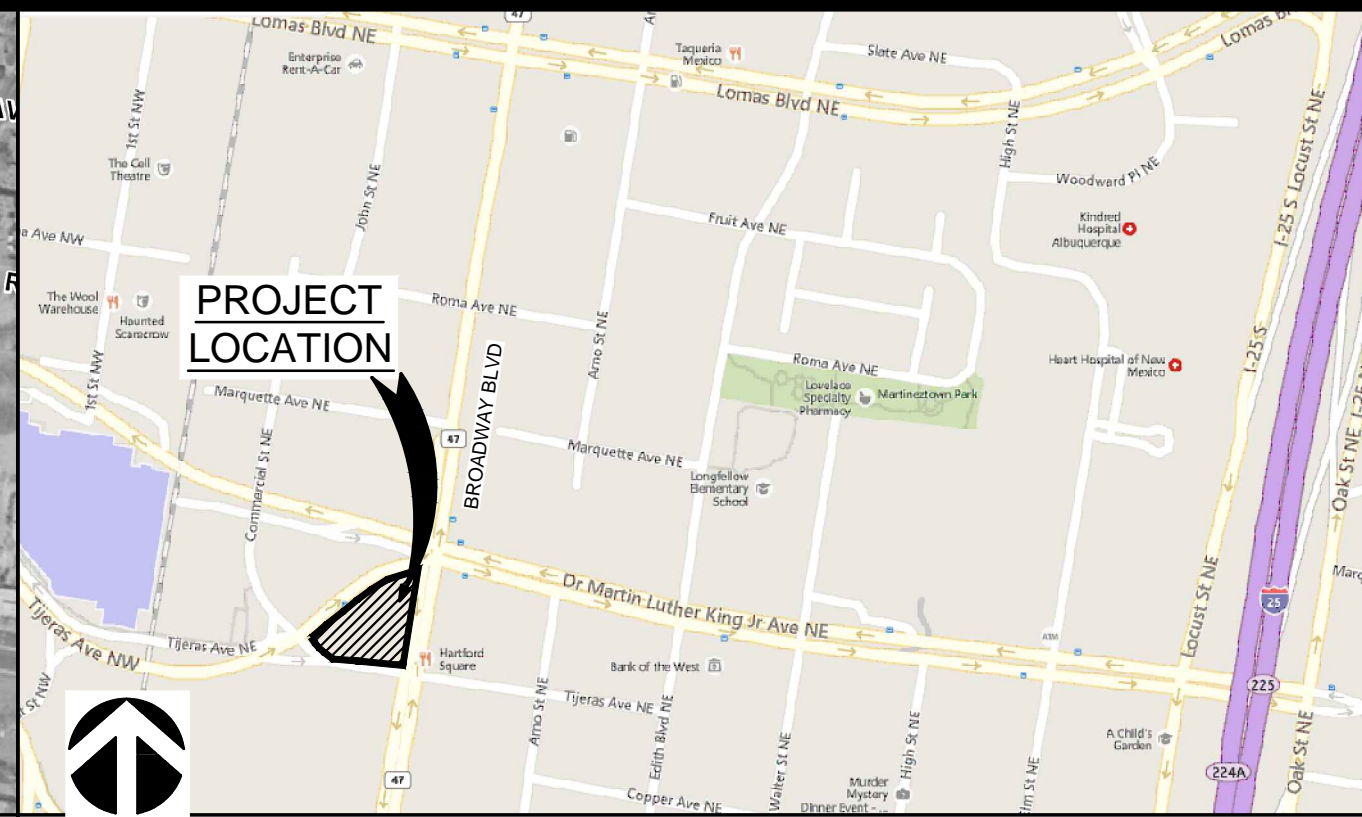 Lomas Blvd NE
47
Lomas
Enterprise
Rent-A-Car
Taqueria
Mexico
Slate Ave NE
Lomas Blvd NE
1st St NW
The Cell
Theatre
John St NE
High St NE
Woodward Pl NE
I-25 S Locust St NE
Fruit Ave NE
Kindred
Hospital
Albuquerque
a Ave NW
The Wool
Warehouse
Haunted
Scarecrow
PROJECT
LOCATION
Roma Ave NE
Arno St NE
BROADWAY BLVD
Roma Ave NE
Lovelace
Specialty
Pharmacy
Martineztown Park
Heart Hospital of New
Mexico
I-25 S
1st St NW
Marquette Ave NE
47
Marquette Ave NE
Commercial St NE
Longfellow
Elementary
School
Oak St NE
I-25 N
Dr Martin Luther King Jr Ave NE
Locust St NE
25
Marq
Tijeras Ave NW
Tijeras Ave NE
Hartford
Square
Bank of the West
ATM
225
t St NW
Arno St NE
Tijeras Ave NE
Edith Blvd NE
Walter St NE
High St NE
Elm St NE
A Child's
Garden
224A
Oak St NE
47
Copper Ave NE
Murder
Mystery
Dinner Event - ...